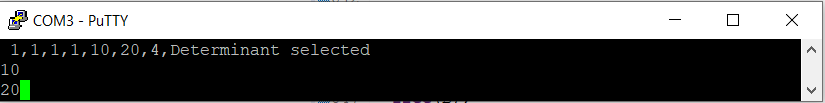 COM3 - PuTTY
1,1,1,1,10,20,4,Determinant selected
10
20